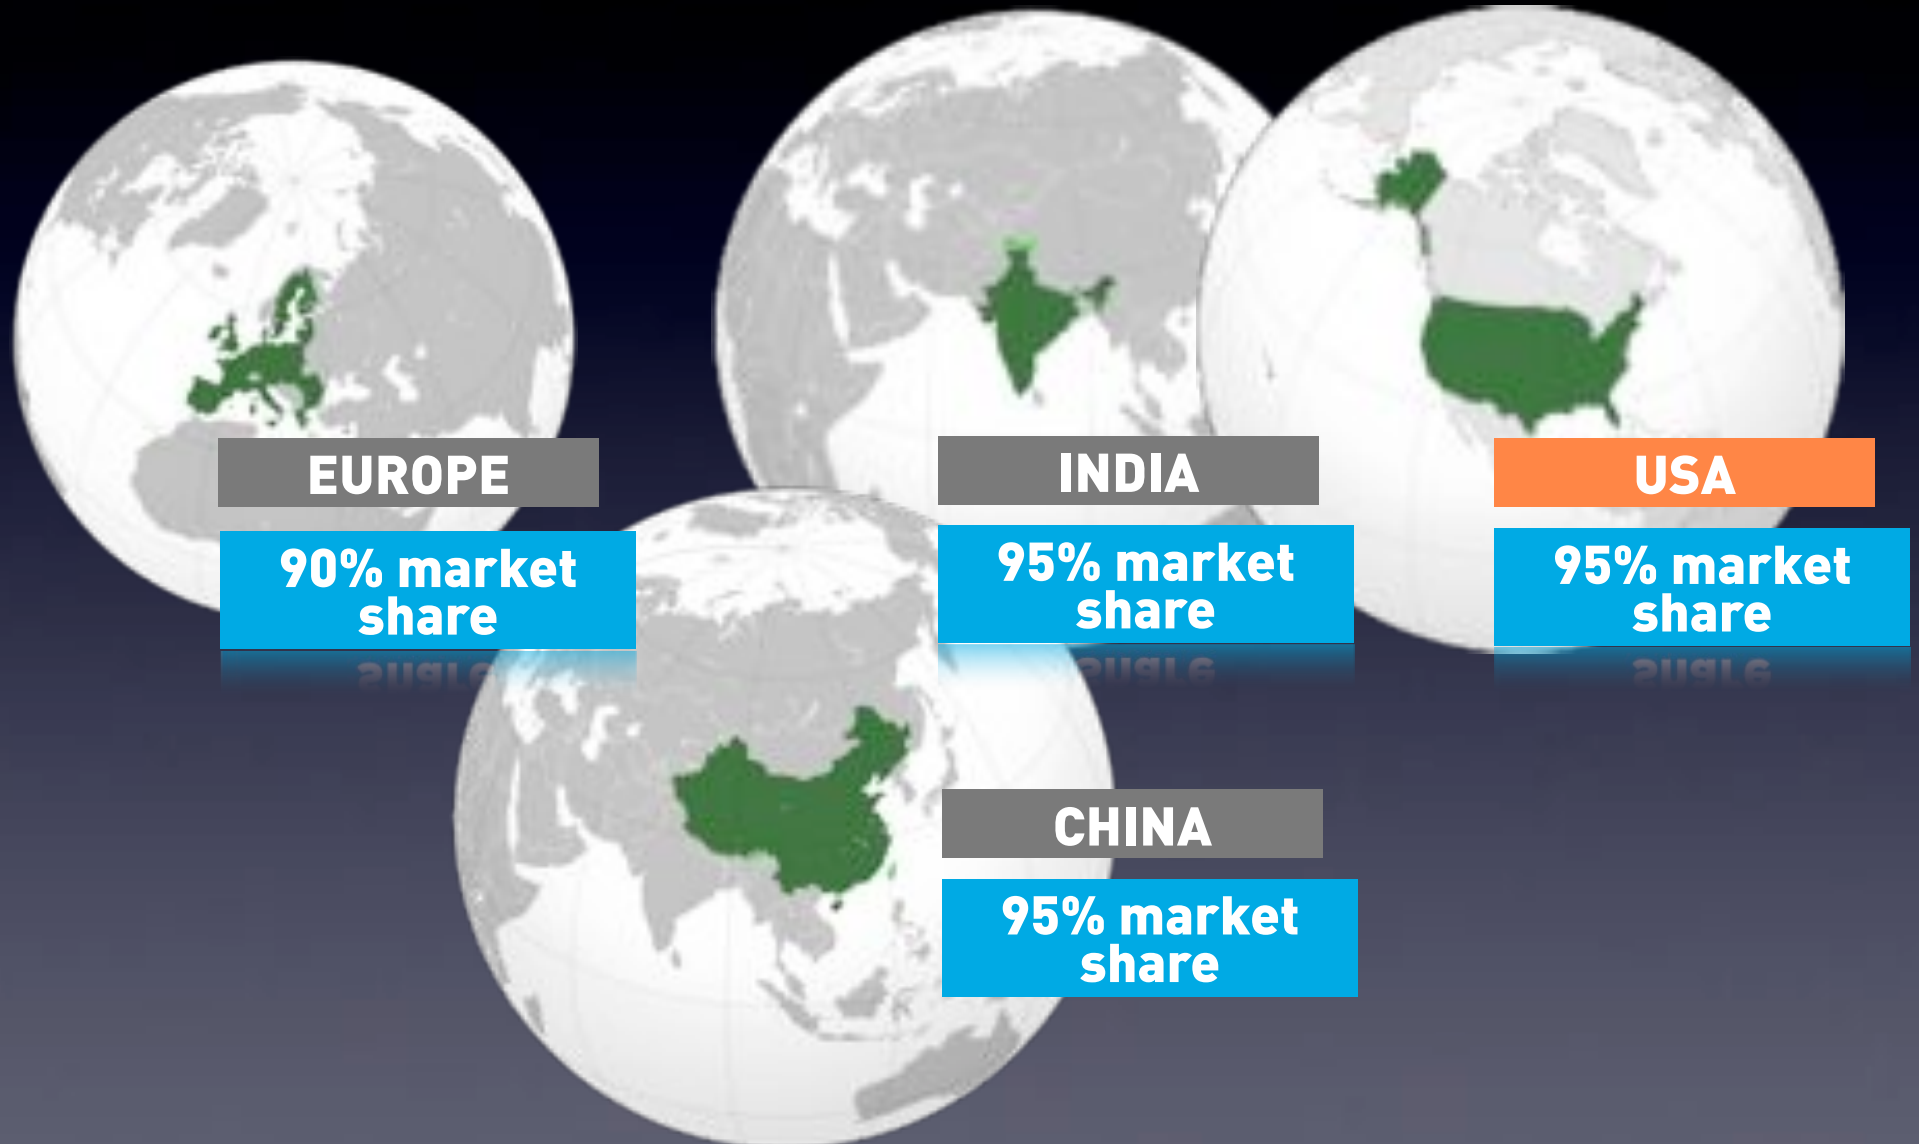 EUROPE
90% market
share
INDIA
95% market
share
USA
95% market
share
CHINA
95% market
share